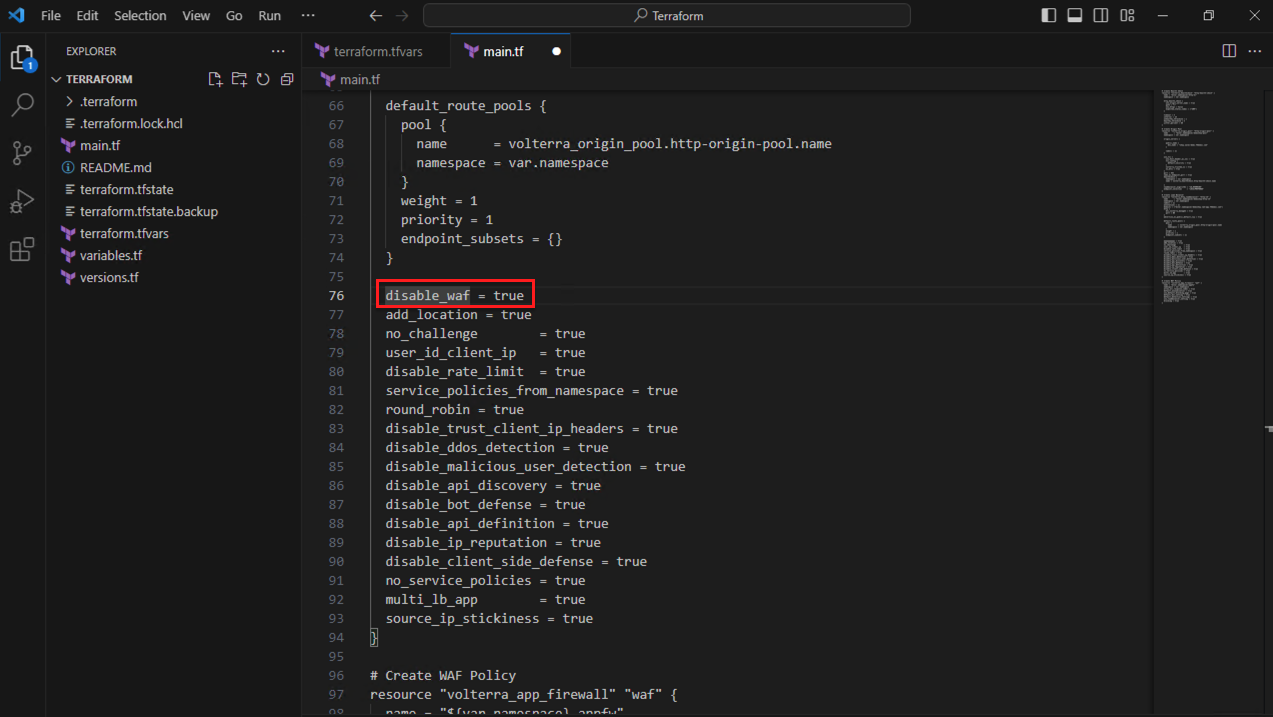 File Edit Selection View Go Run ··· Terraform
EXPLORER ···
TERRAFORM
.terraform
.terraform.lock.hcl
main.tf
README.md
terraform.tfstate
terraform.tfstate.backup
terraform.tfvars
variables.tf
versions.tf
1
terraform.tfvars main.tf
main.tf
66 default_route_pools {
67 pool {
68 name = volterra_origin_pool.http-origin-pool.name
69 namespace = var.namespace
70 }
71 weight = 1
72 priority = 1
73 endpoint_subsets = {}
74 }
75
76 disable_waf = true
77 add_location = true
78 no_challenge = true
79 user_id_client_ip = true
80 disable_rate_limit = true
81 service_policies_from_namespace = true
82 round_robin = true
83 disable_trust_client_ip_headers = true
84 disable_ddos_detection = true
85 disable_malicious_user_detection = true
86 disable_api_discovery = true
87 disable_bot_defense = true
88 disable_api_definition = true
89 disable_ip_reputation = true
90 disable_client_side_defense = true
91 no_service_policies = true
92 multi_lb_app = true
93 source_ip_stickiness = true
94 }
95
96 # Create WAF Policy
97 resource "volterra_app_firewall" "waf" {
98 name = "${var.namespace}-appfw"